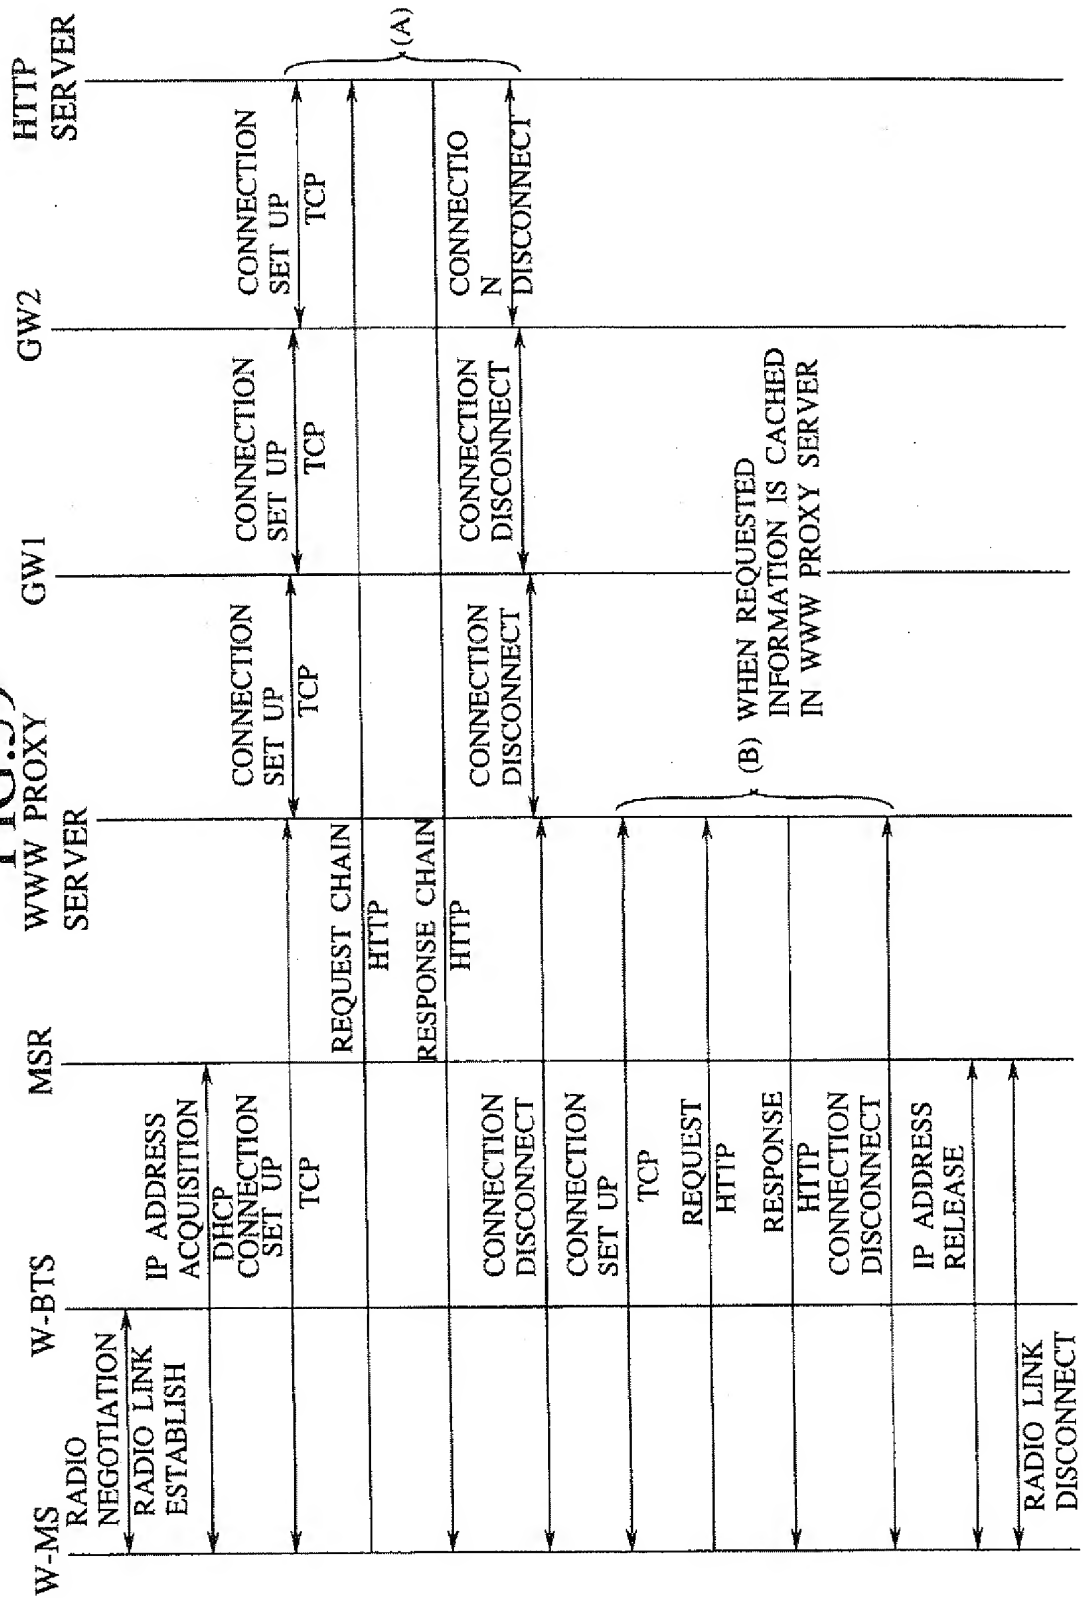 W-MS
W-BTS
MSR
WWW PROXY
SERVER
GW1
GW2
HTTP
SERVER
RADIO
NEGOTIATION
RADIO LINK
ESTABLISH
IP ADDRESS
ACQUISITION
DHCP
CONNECTION
SET UP
TCP
CONNECTION
SET UP
TCP
CONNECTION
SET UP
TCP
CONNECTION
SET UP
TCP
REQUEST CHAIN
HTTP
RESPONSE CHAIN
HTTP
(A)
CONNECTION
DISCONNECT
CONNECTION
DISCONNECT
CONNECTION
DISCONNECT
CONNECTIO
N
DISCONNECT
CONNECTION
SET UP
TCP
REQUEST
HTTP
RESPONSE
HTTP
CONNECTION
DISCONNECT
(B) WHEN REQUESTED
INFORMATION IS CACHED
IN WWW PROXY SERVER
IP ADDRESS
RELEASE
RADIO LINK
DISCONNECT